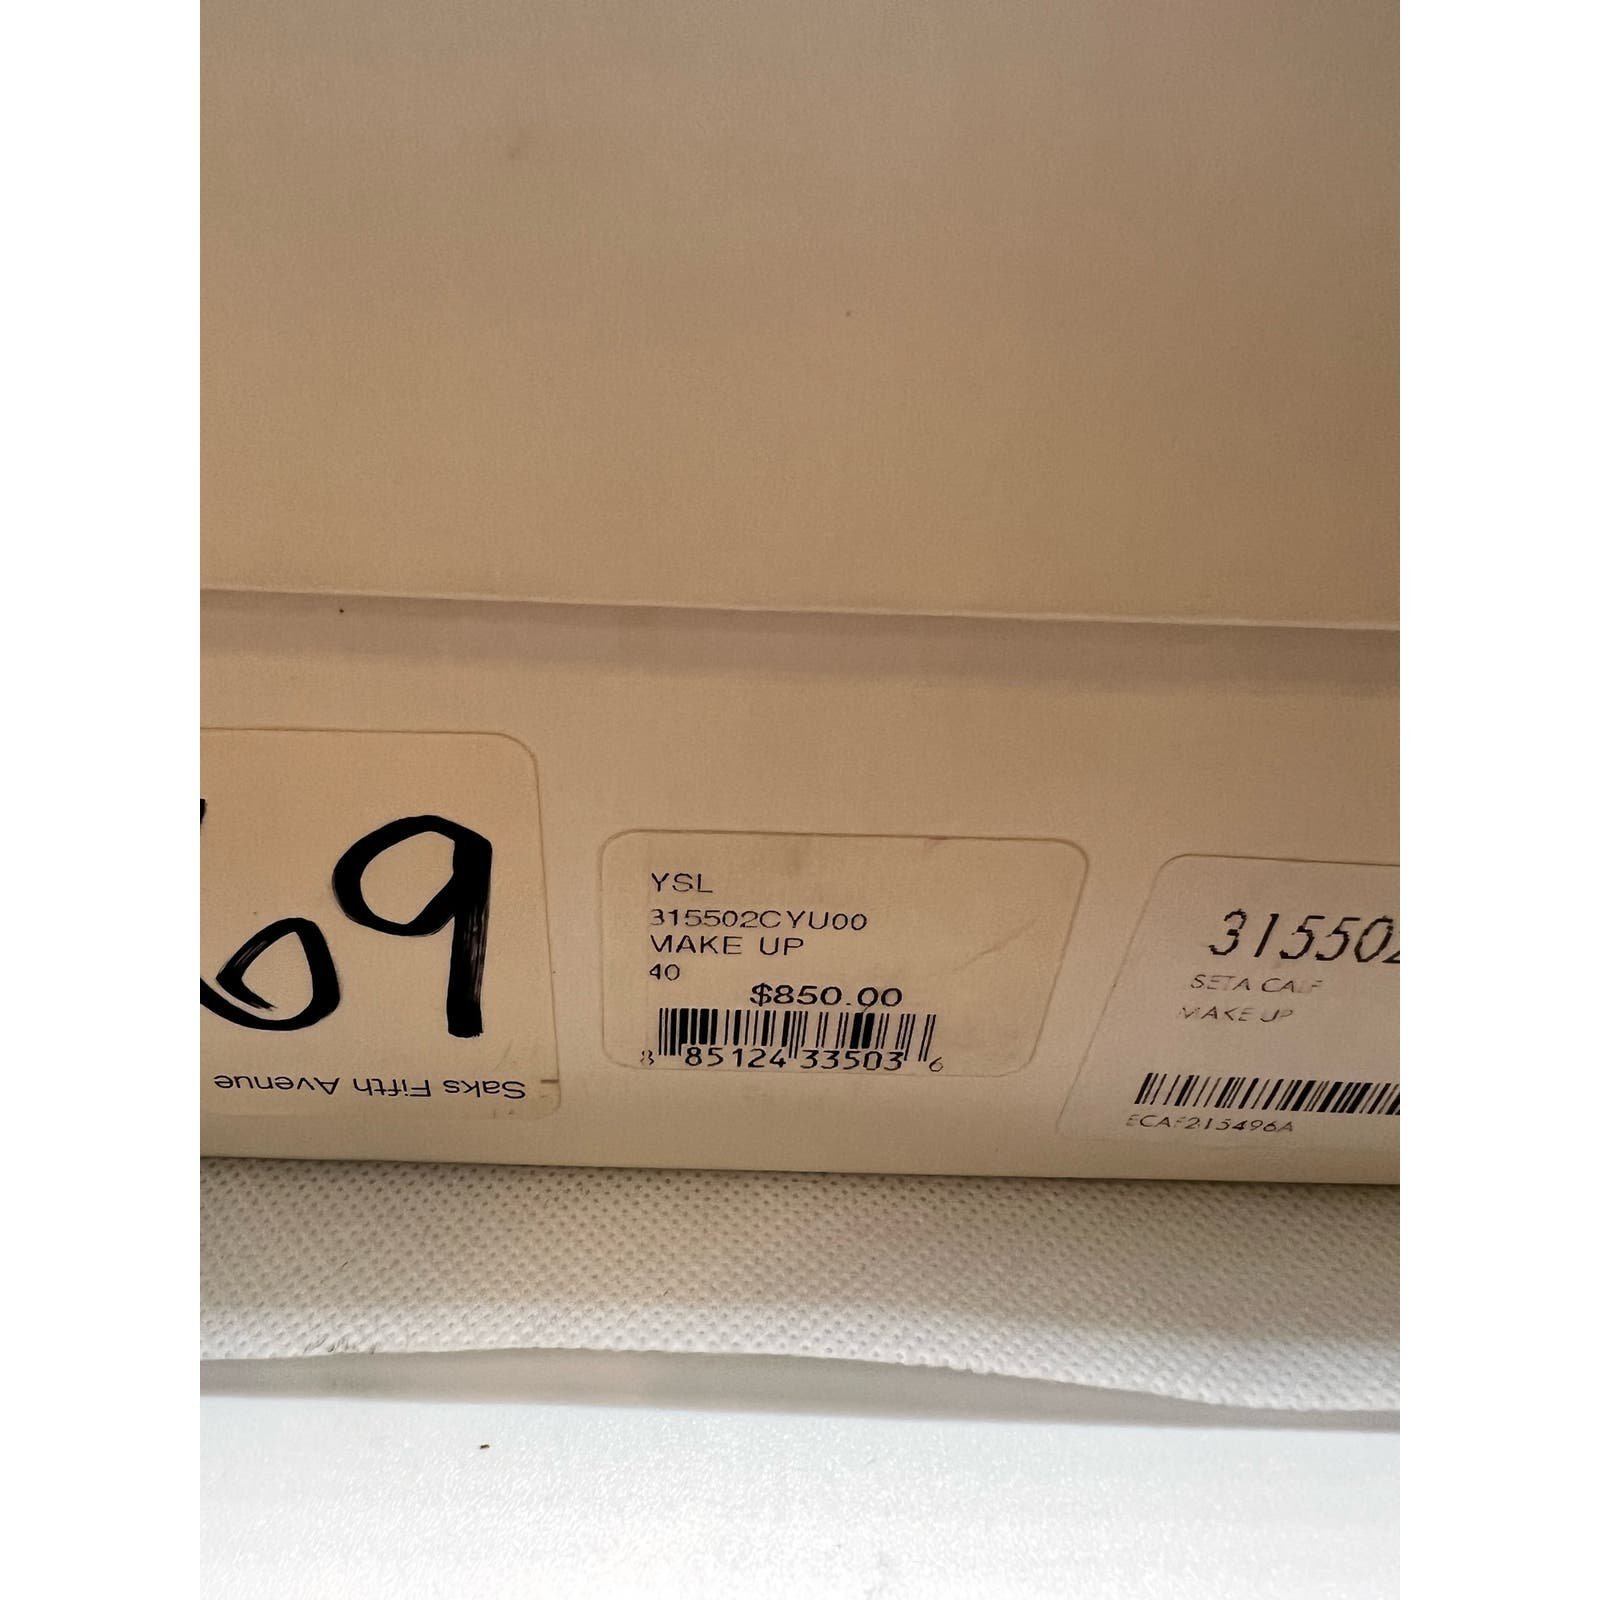 69
Saks Fifth Avenue
YSL
315502CYU00
MAKE UP
40
$850.00
8 85124 33503 6
315502
SETA CALF
MAKE UP
ECAF215496A